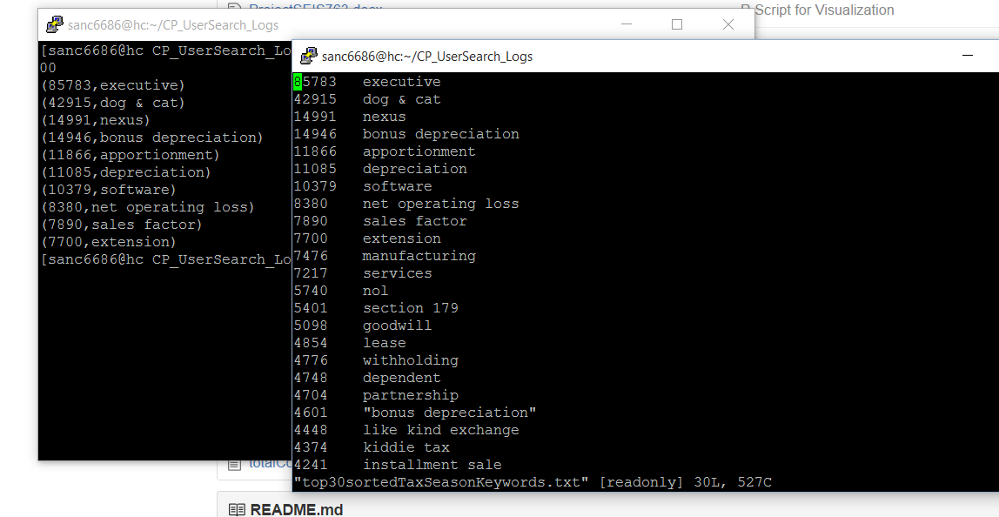 ProjectSEIS763.docx
R Script for Visualization
sanc6686@hc:~/CP_UserSearch_Logs
[sanc6686@hc CP_UserSearch_Lo
00
(85783,executive)
(42915,dog & cat)
(14991,nexus)
(14946,bonus depreciation)
(11866,apportionment)
(11085,depreciation)
(10379,software)
(8380,net operating loss)
(7890,sales factor)
(7700,extension)
[sanc6686@hc CP_UserSearch_Lo
sanc6686@hc:~/CP_UserSearch_Logs
85783 executive
42915 dog & cat
14991 nexus
14946 bonus depreciation
11866 apportionment
11085 depreciation
10379 software
8380 net operating loss
7890 sales factor
7700 extension
7476 manufacturing
7217 services
5740 nol
5401 section 179
5098 goodwill
4854 lease
4776 withholding
4748 dependent
4704 partnership
4601 "bonus depreciation"
4448 like kind exchange
4374 kiddie tax
4241 installment sale
"top30sortedTaxSeasonKeywords.txt" [readonly] 30L, 527C
totalCo
README.md